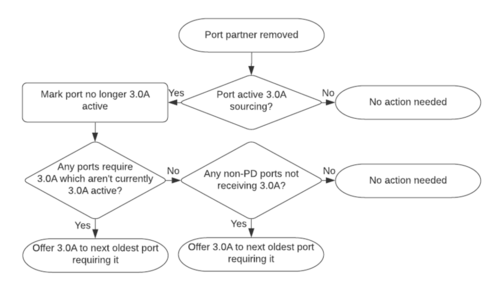 Port partner removed
Mark port no longer 3.0A
active
Yes
Port active 3.0A
sourcing?
No
No action needed
Any ports require
3.0A which aren't currently
3.0A active?
No
Any non-PD ports not
receiving 3.0A?
No
No action needed
Yes
Yes
Offer 3.0A to next oldest port
requiring it
Offer 3.0A to next oldest port
requiring it